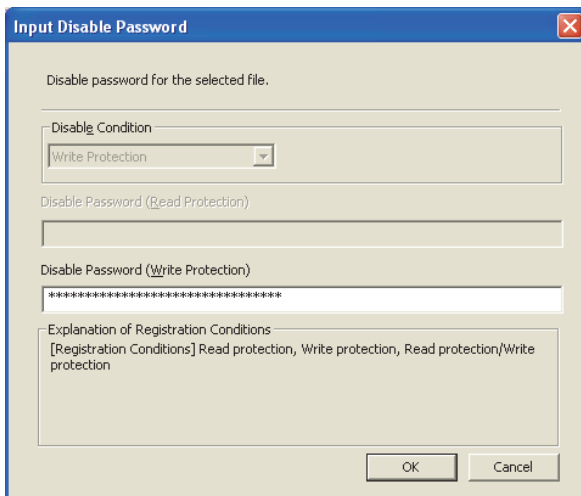 Input Disable Password
Disable password for the selected file.
Disable Condition
Write Protection
Disable Password (Read Protection)
Disable Password (Write Protection)
********************************
Explanation of Registration Conditions
[Registration Conditions] Read protection, Write protection, Read protection/Write
protection
OK
Cancel